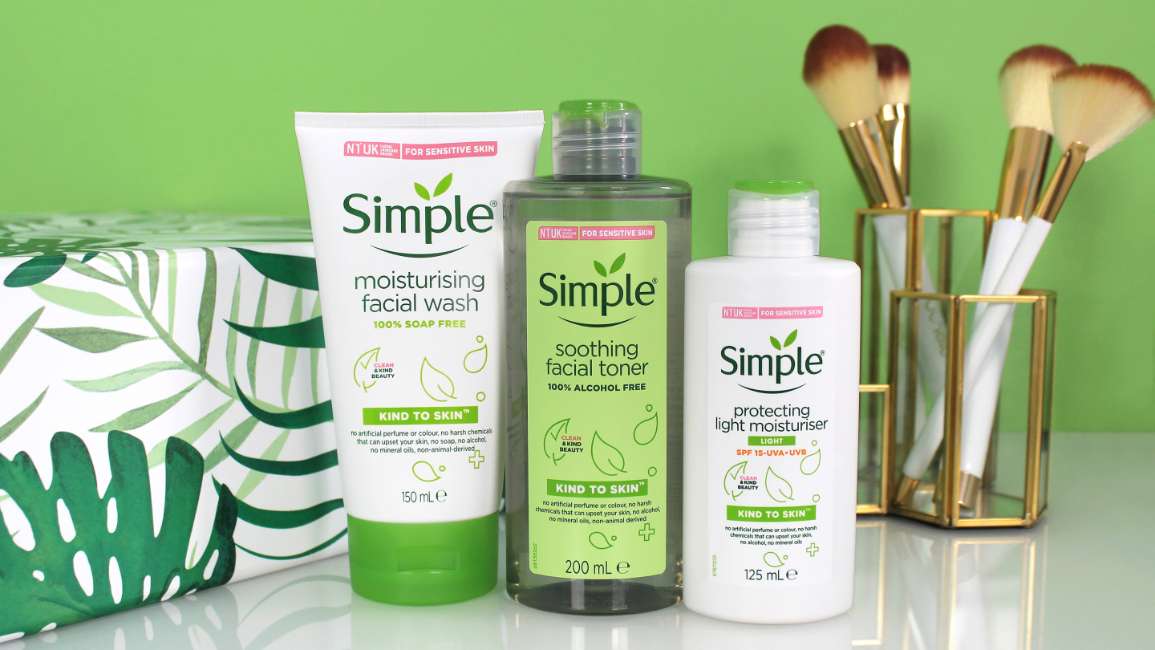 NTUK
FOR SENSITIVE SKIN
Simple®
moisturising
facial wash
100% SOAP FREE
CLEAN
& KIND
BEAUTY
KIND TO SKIN™
no artificial perfume or colour, no harsh chemicals
that can upset your skin, no soap, no alcohol,
no mineral oils, non-animal-derived
150 mL ℮
NTUK
FOR SENSITIVE SKIN
Simple®
soothing
facial toner
100% ALCOHOL FREE
CLEAN
& KIND
BEAUTY
KIND TO SKIN™
no artificial perfume or colour, no harsh
chemicals that can upset your skin, no alcohol,
no mineral oils, non-animal derived
200 mL ℮
NTUK
FOR SENSITIVE SKIN
Simple®
protecting
light moisturiser
LIGHT
SPF 15-UVA-UVB
CLEAN
& KIND
BEAUTY
KIND TO SKIN™
no artificial perfume or colour, no harsh
chemicals that can upset your skin,
no alcohol, no mineral oils
125 mL ℮